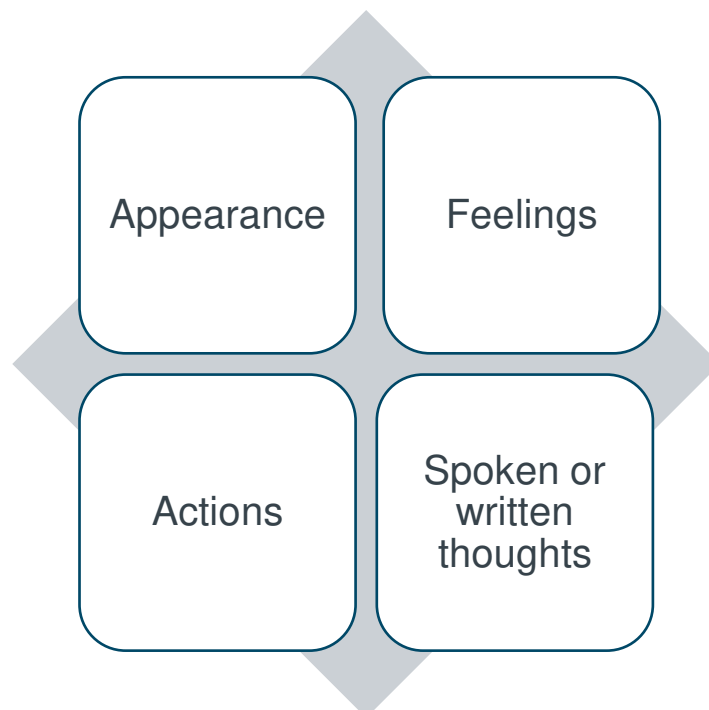 Appearance
Feelings
Actions
Spoken or
written
thoughts